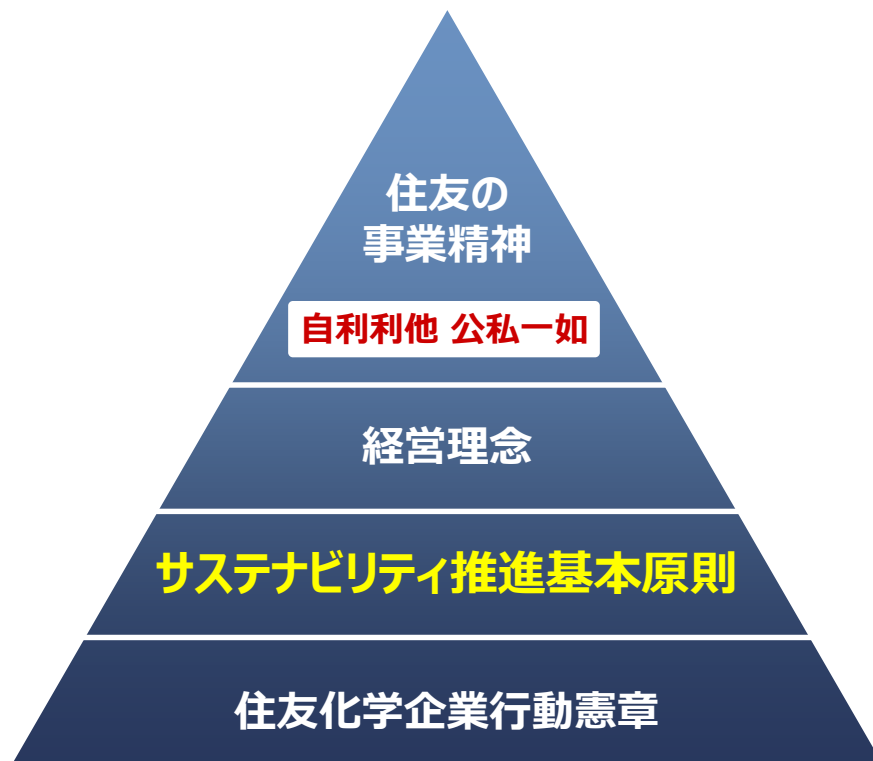 住友の
事業精神
自利利他 公私一如
経営理念
サステナビリティ推進基本原則
住友化学企業行動憲章